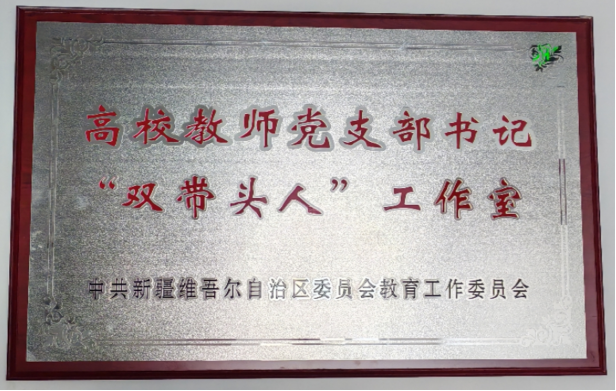 高校教师党支部书记
“双带头人”工作室
中共新疆维吾尔自治区委员会教育工作委员会